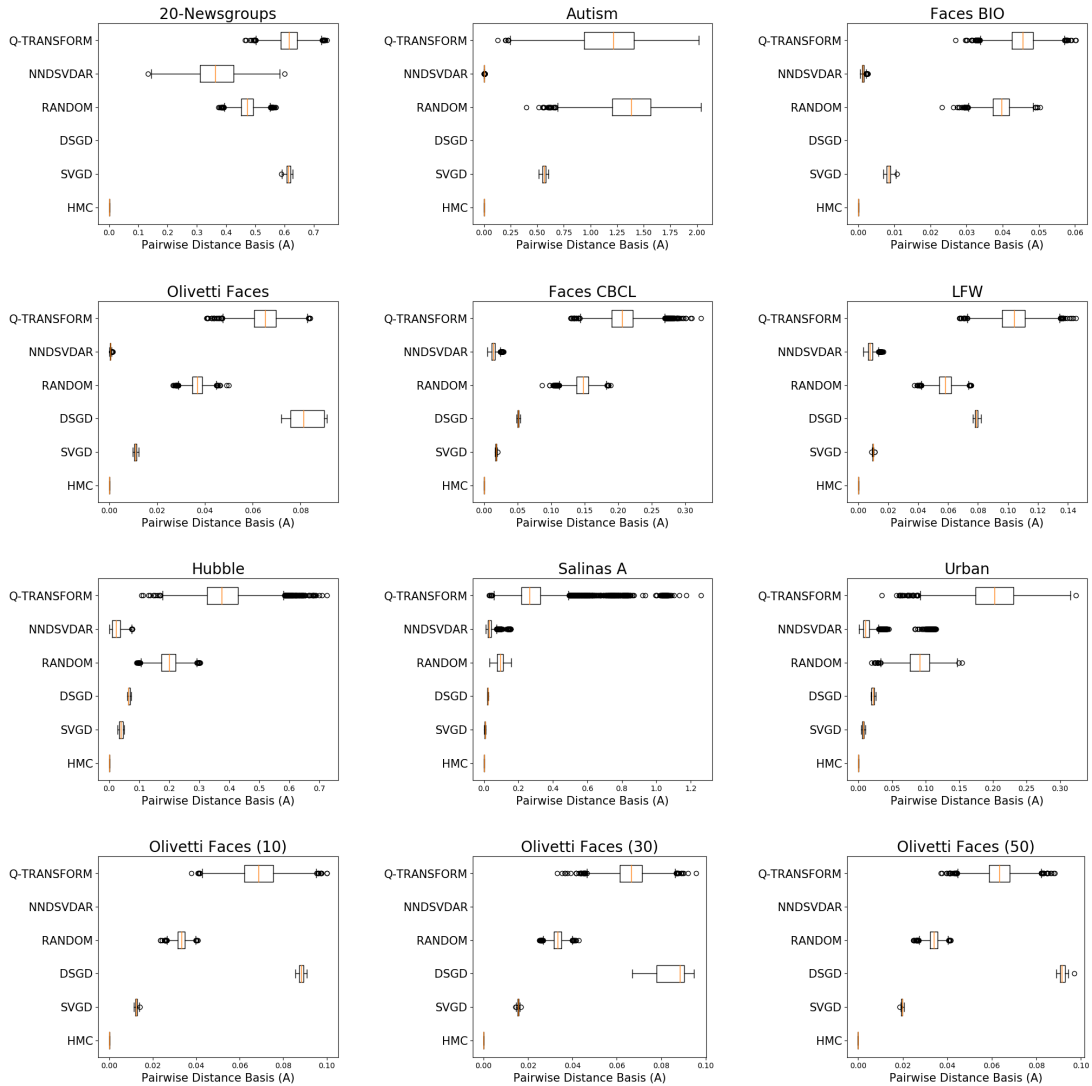 20-Newsgroups
Q-TRANSFORM
NNDSVDAR
RANDOM
DSGD
SVGD
HMC
0.0 0.1 0.2 0.3 0.4 0.5 0.6 0.7
Pairwise Distance Basis (A)
Autism
Q-TRANSFORM
NNDSVDAR
RANDOM
DSGD
SVGD
HMC
0.00 0.25 0.50 0.75 1.00 1.25 1.50 1.75 2.00
Pairwise Distance Basis (A)
Faces BIO
Q-TRANSFORM
NNDSVDAR
RANDOM
DSGD
SVGD
HMC
0.00 0.01 0.02 0.03 0.04 0.05 0.06
Pairwise Distance Basis (A)
Olivetti Faces
Q-TRANSFORM
NNDSVDAR
RANDOM
DSGD
SVGD
HMC
0.00 0.02 0.04 0.06 0.08
Pairwise Distance Basis (A)
Faces CBCL
Q-TRANSFORM
NNDSVDAR
RANDOM
DSGD
SVGD
HMC
0.00 0.05 0.10 0.15 0.20 0.25 0.30
Pairwise Distance Basis (A)
LFW
Q-TRANSFORM
NNDSVDAR
RANDOM
DSGD
SVGD
HMC
0.00 0.02 0.04 0.06 0.08 0.10 0.12 0.14
Pairwise Distance Basis (A)
Hubble
Q-TRANSFORM
NNDSVDAR
RANDOM
DSGD
SVGD
HMC
0.0 0.1 0.2 0.3 0.4 0.5 0.6 0.7
Pairwise Distance Basis (A)
Salinas A
Q-TRANSFORM
NNDSVDAR
RANDOM
DSGD
SVGD
HMC
0.0 0.2 0.4 0.6 0.8 1.0 1.2
Pairwise Distance Basis (A)
Urban
Q-TRANSFORM
NNDSVDAR
RANDOM
DSGD
SVGD
HMC
0.00 0.05 0.10 0.15 0.20 0.25 0.30
Pairwise Distance Basis (A)
Olivetti Faces (10)
Q-TRANSFORM
NNDSVDAR
RANDOM
DSGD
SVGD
HMC
0.00 0.02 0.04 0.06 0.08 0.10
Pairwise Distance Basis (A)
Olivetti Faces (30)
Q-TRANSFORM
NNDSVDAR
RANDOM
DSGD
SVGD
HMC
0.00 0.02 0.04 0.06 0.08 0.10
Pairwise Distance Basis (A)
Olivetti Faces (50)
Q-TRANSFORM
NNDSVDAR
RANDOM
DSGD
SVGD
HMC
0.00 0.02 0.04 0.06 0.08 0.10
Pairwise Distance Basis (A)